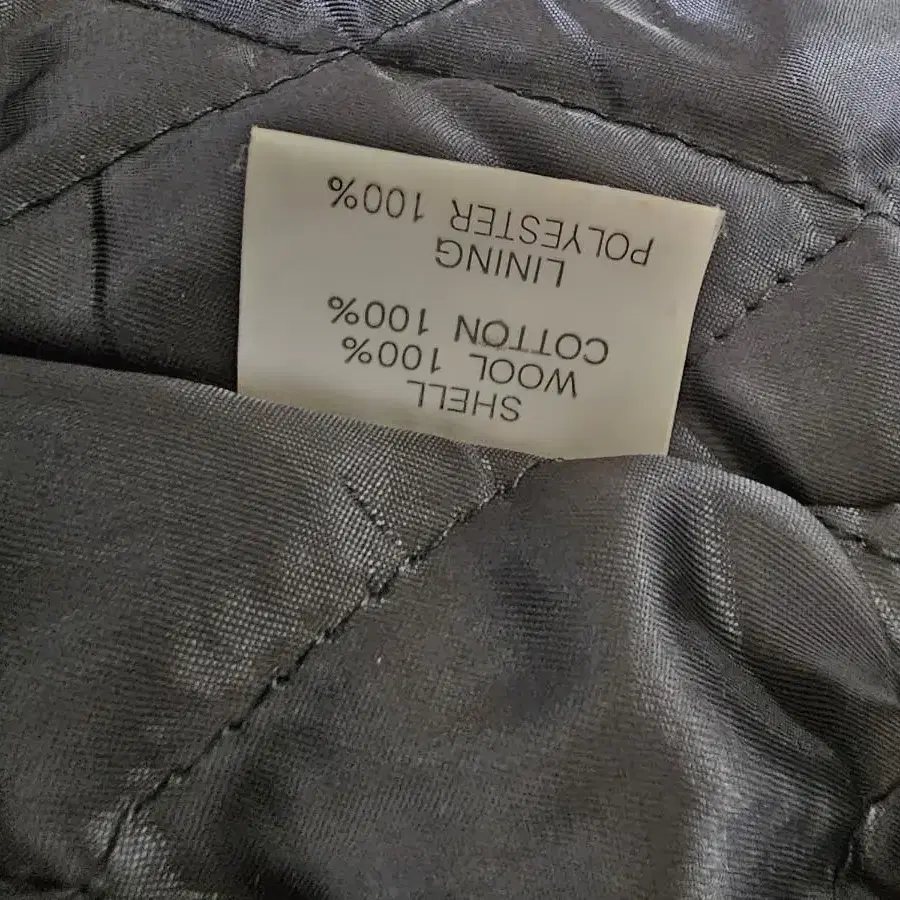 SHELL
WOOL 100%
COTTON 100%
LINING
POLYESTER 100%